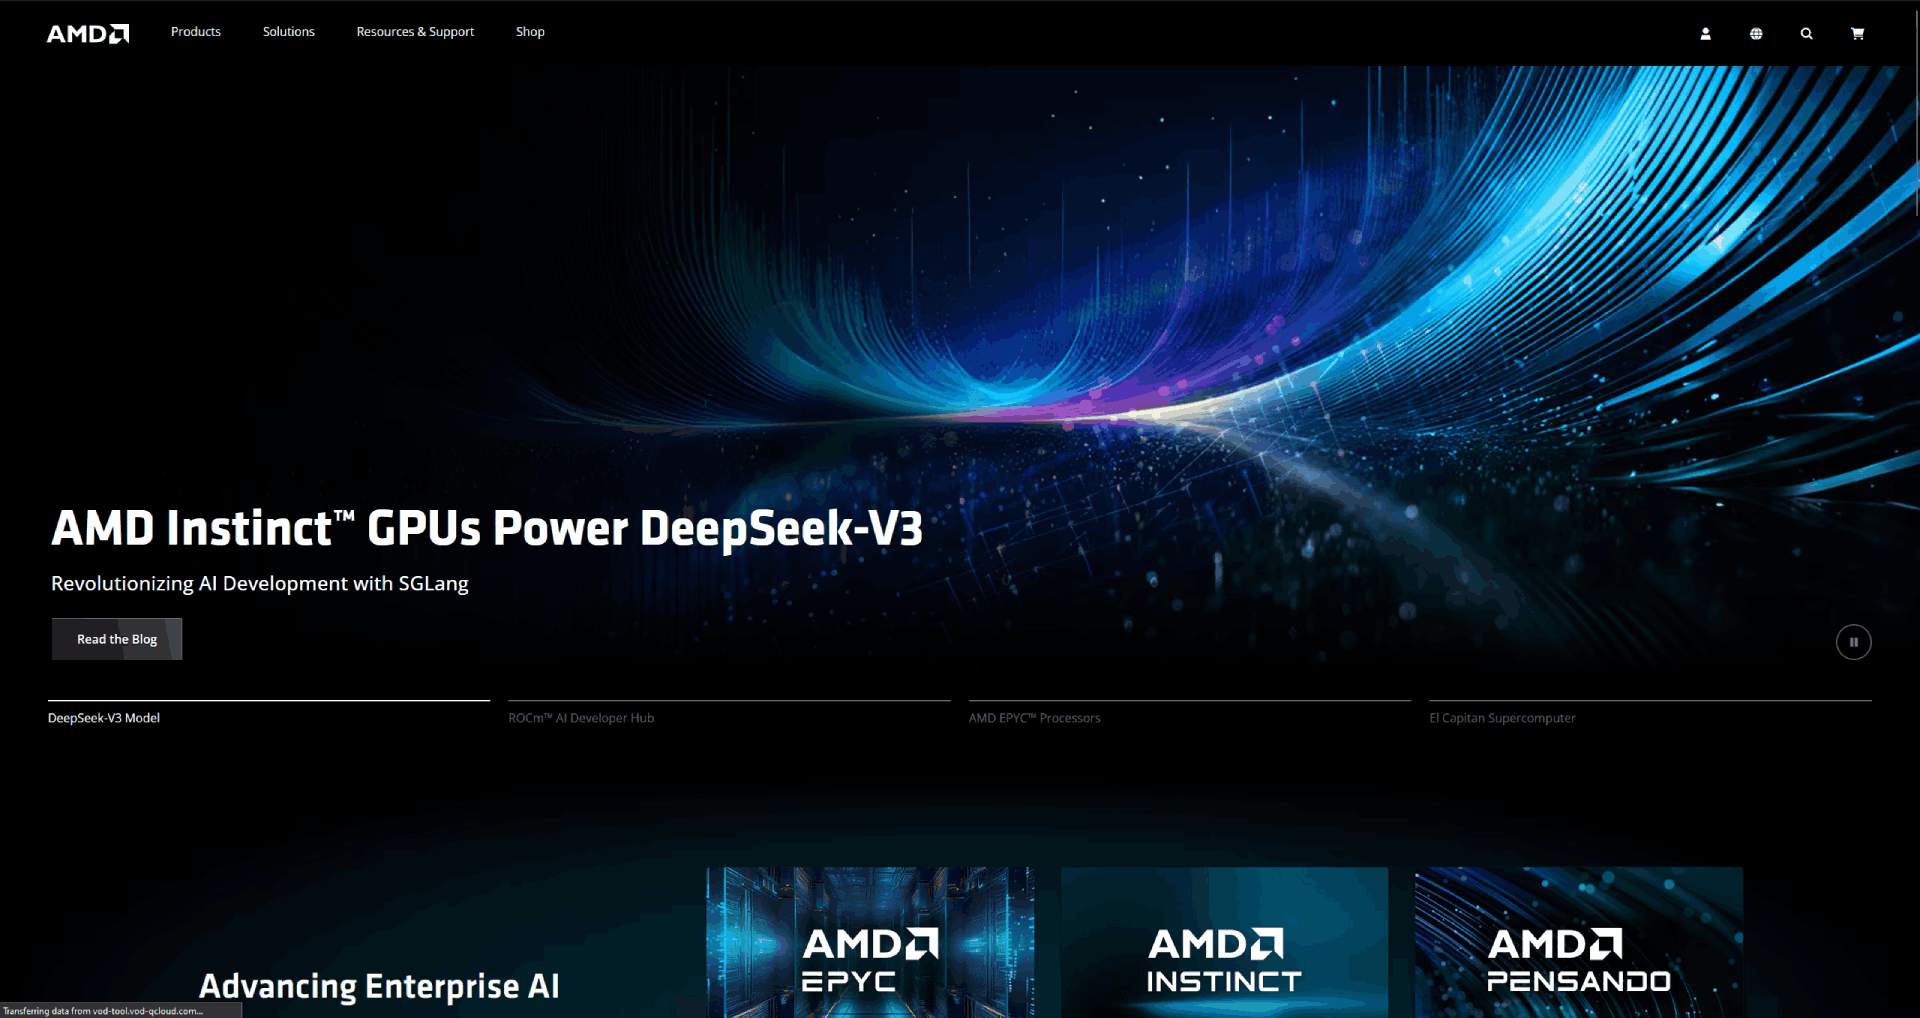 AMD
Products
Solutions
Resources & Support
Shop
AMD Instinct™ GPUs Power DeepSeek-V3
Revolutionizing AI Development with SGLang
Read the Blog
DeepSeek-V3 Model
ROCm™ AI Developer Hub
AMD EPYC™ Processors
El Capitan Supercomputer
Advancing Enterprise AI
AMD
EPYC
AMD
INSTINCT
AMD
PENSANDO
Transferring data from vod-tool.vod-qcloud.com...